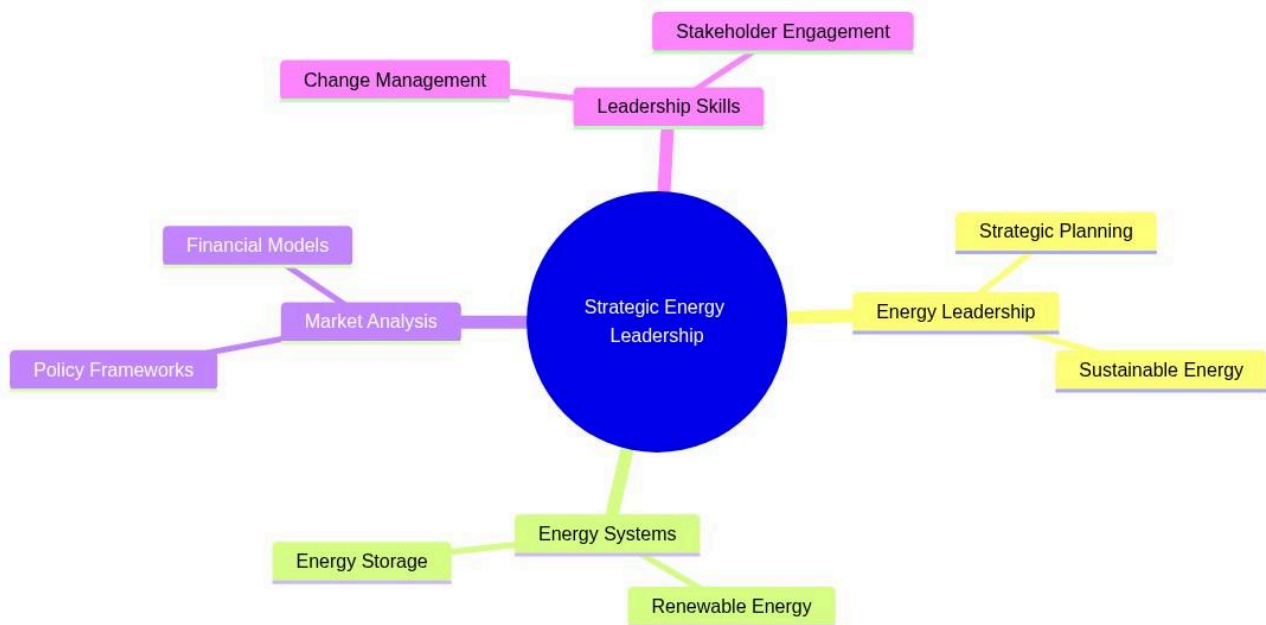 Stakeholder Engagement
Change Management
Leadership Skills
Strategic Planning
Financial Models
Strategic Energy
Leadership
Energy Leadership
Market Analysis
Policy Frameworks
Sustainable Energy
Energy Systems
Energy Storage
Renewable Energy